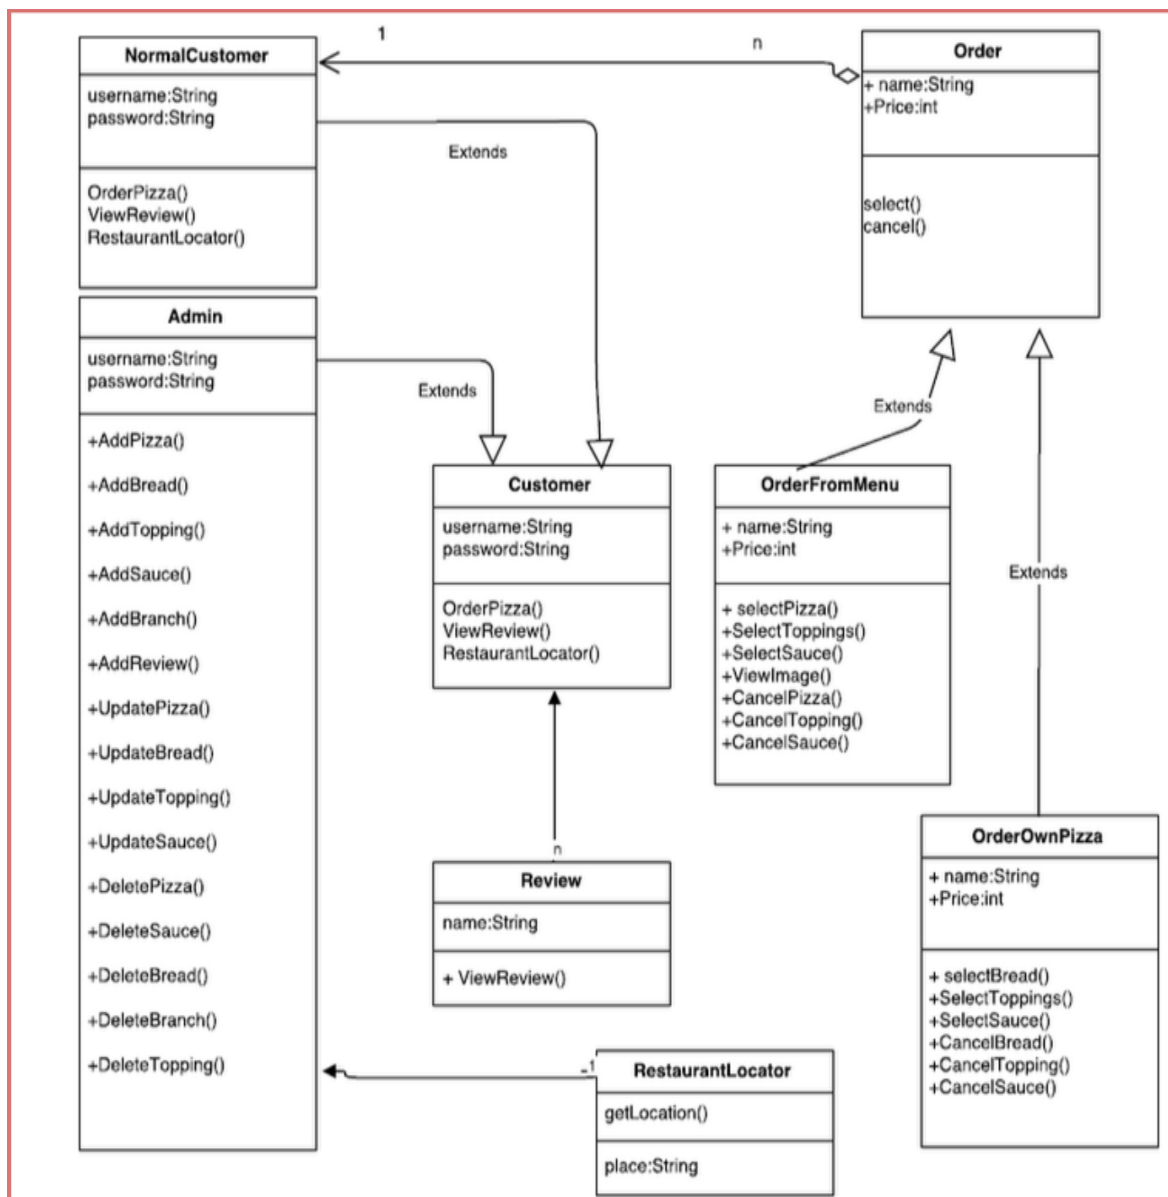 1
n
NormalCustomer
username:String
password:String
OrderPizza()
ViewReview()
RestaurantLocator()
Extends
Order
+ name:String
+Price:int
select()
cancel()
Admin
username:String
password:String
+AddPizza()
+AddBread()
+AddTopping()
+AddSauce()
+AddBranch()
+AddReview()
+UpdatePizza()
+UpdateBread()
+UpdateTopping()
+UpdateSauce()
+DeletePizza()
+DeleteSauce()
+DeleteBread()
+DeleteBranch()
+DeleteTopping()
Extends
Customer
username:String
password:String
OrderPizza()
ViewReview()
RestaurantLocator()
Extends
OrderFromMenu
+ name:String
+Price:int
+ selectPizza()
+SelectToppings()
+SelectSauce()
+ViewImage()
+CancelPizza()
+CancelTopping()
+CancelSauce()
Extends
OrderOwnPizza
+ name:String
+Price:int
+ selectBread()
+SelectToppings()
+SelectSauce()
+CancelBread()
+CancelTopping()
+CancelSauce()
n
Review
name:String
+ ViewReview()
1
RestaurantLocator
getLocation()
place:String